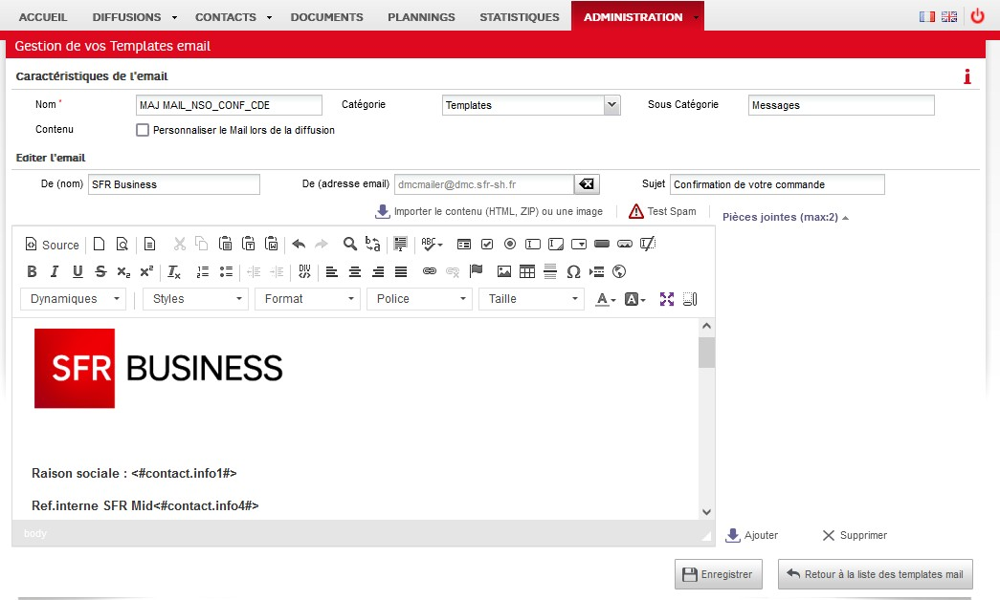 ACCUEIL DIFFUSIONS CONTACTS DOCUMENTS PLANNINGS STATISTIQUES ADMINISTRATION
Gestion de vos Templates email
Caractéristiques de l'email
Nom * MAJ MAIL_NSO_CONF_CDE Catégorie Templates Sous Catégorie Messages
Contenu Personnaliser le Mail lors de la diffusion
Editer l'email
De (nom) SFR Business De (adresse email) dmcmailer@dmc.sfr-sh.fr Sujet Confirmation de votre commande
Importer le contenu (HTML, ZIP) ou une image Test Spam Pièces jointes (max:2)
Source
Dynamiques Styles Format Police Taille
SFR BUSINESS
Raison sociale : <#contact.info1#>
Ref.interne SFR Mid<#contact.info4#>
body
Ajouter Supprimer
Enregistrer Retour à la liste des templates mail